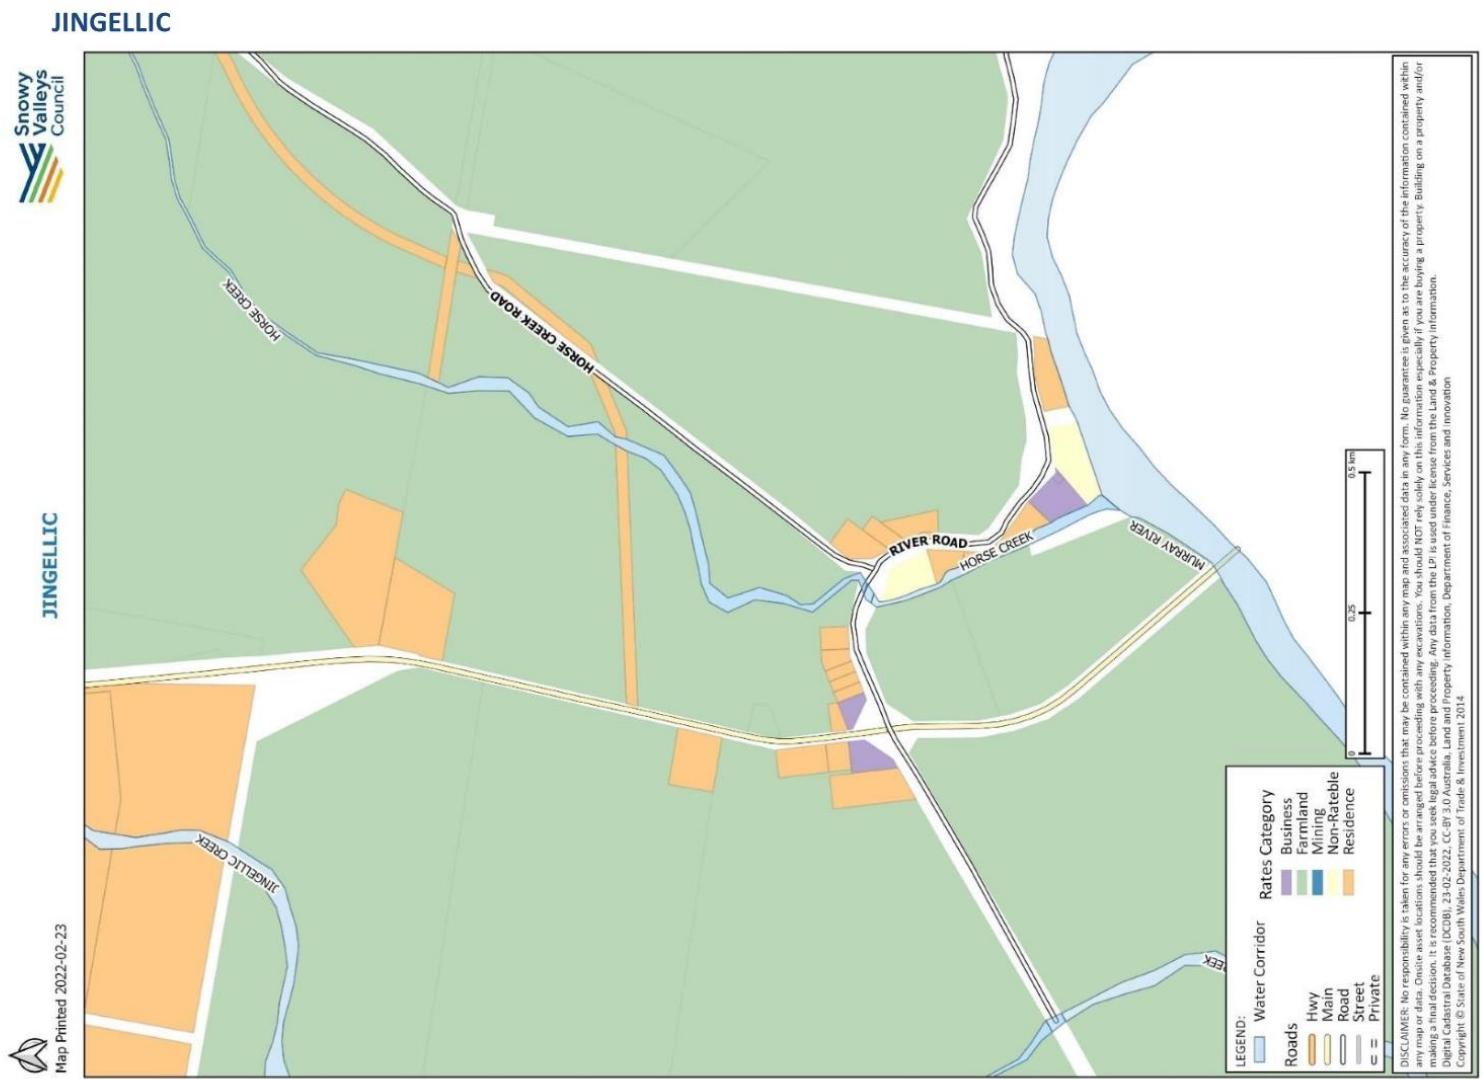 JINGELLIC
Snowy
Valleys
Council
JINGELLIC
Map Printed 2022-02-23
HORSE CREEK
HORSE CREEK ROAD
RIVER ROAD
HORSE CREEK
MURRAY RIVER
JINGELLIC CREEK
EEK
0
0.25
0.5 km
LEGEND:
Water Corridor
Roads
Hwy
Main
Road
Street
Private
Rates Category
Business
Farmland
Mining
Non-Rateble
Residence
DISCLAIMER: No responsibility is taken for any errors or omissions that may be contained within any map and associated data in any form. No guarantee is given as to the accuracy of the information contained within
any map or data. Onsite asset locations should be arranged before proceeding with any excavations. You should NOT rely solely on this information especially if you are buying a property. Building on a property and/or
making a final decision. It is recommended that you seek legal advice before proceeding. Any data from the LPI is used under license from the Land & Property Information.
Digital Cadastral Database (DCDB), 23-02-2022, CC-BY 3.0 Australia, Land and Property Information, Department of Finance, Services and Innovation
Copyright © State of New South Wales Department of Trade & Investment 2014